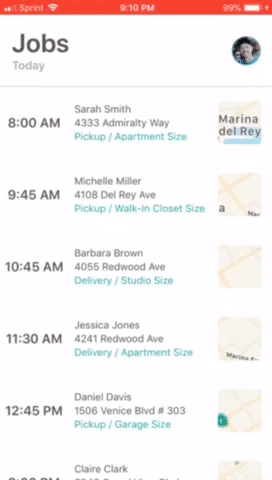 Sprint 9:10 PM 99%
Jobs
Today
8:00 AM
Sarah Smith
4333 Admiralty Way
Pickup / Apartment Size
Marina
del Rey
9:45 AM
Michelle Miller
4108 Del Rey Ave
Pickup / Walk-In Closet Size
a
Mar
10:45 AM
Barbara Brown
4055 Redwood Ave
Delivery / Studio Size
11:30 AM
Jessica Jones
4241 Redwood Ave
Delivery / Apartment Size
Marina
12:45 PM
Daniel Davis
1506 Venice Blvd # 303
Pickup / Garage Size
1
Claire Clark